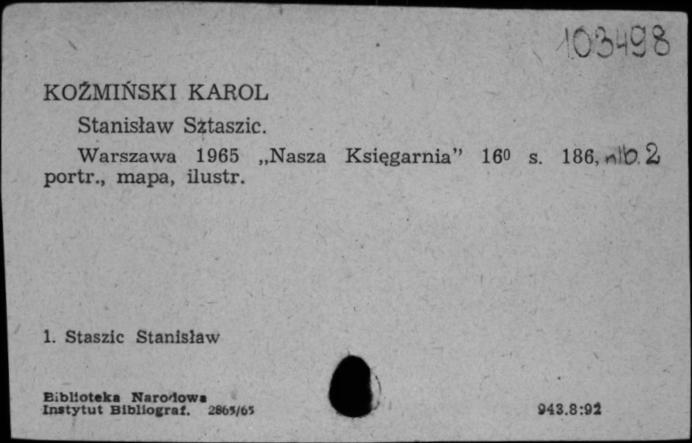 103498
KOŹMIŃSKI KAROL
Stanisław Sztaszic.
Warszawa 1965 „Nasza Księgarnia” 16⁰ s. 186, nlb. 2
portr., mapa, ilustr.
1. Staszic Stanisław
Biblioteka Narodowa
Instytut Bibliograf. 2865/65
943.8:92